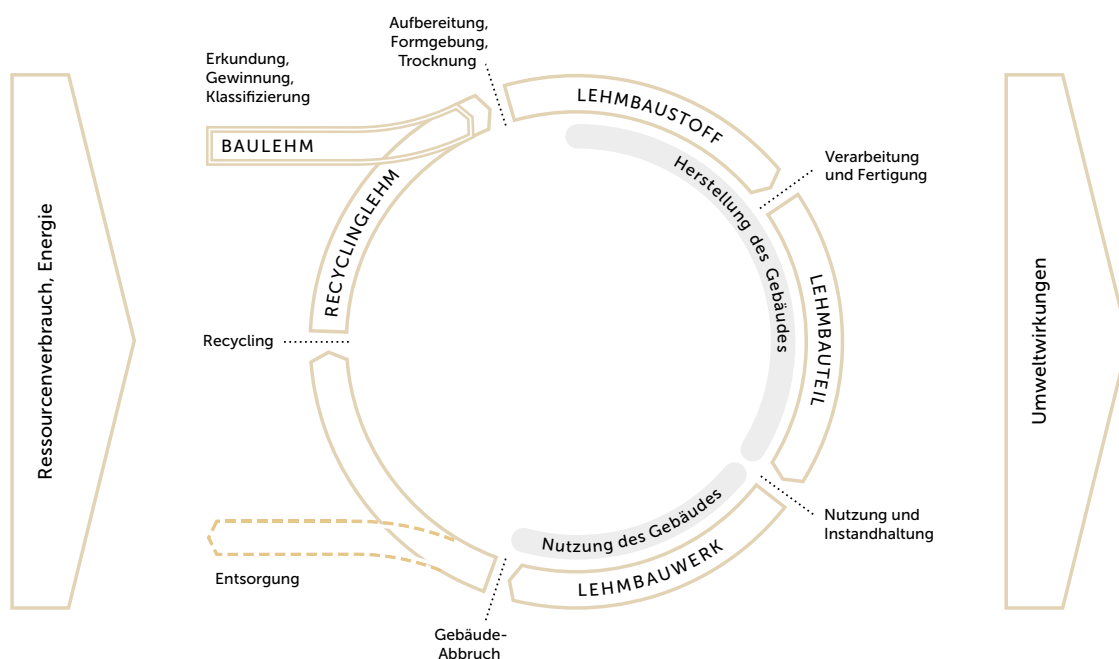 Ressourcenverbrauch, Energie
Erkundung,
Gewinnung,
Klassifizierung
BAULEHM
Aufbereitung,
Formgebung,
Trocknung
LEHMBAUSTOFF
Herstellung des Gebäudes
Verarbeitung
und Fertigung
LEHMBAUTEIL
Nutzung und
Instandhaltung
Nutzung des Gebäudes
LEHMBAUWERK
Gebäude-
Abbruch
Entsorgung
Recycling
RECYCLINGLEHM
Umweltwirkungen